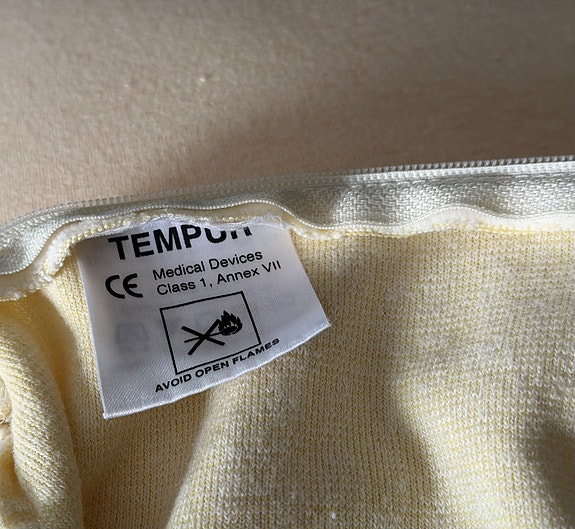 TEMPUR
CE Medical Devices
Class 1, Annex VII
AVOID OPEN FLAMES